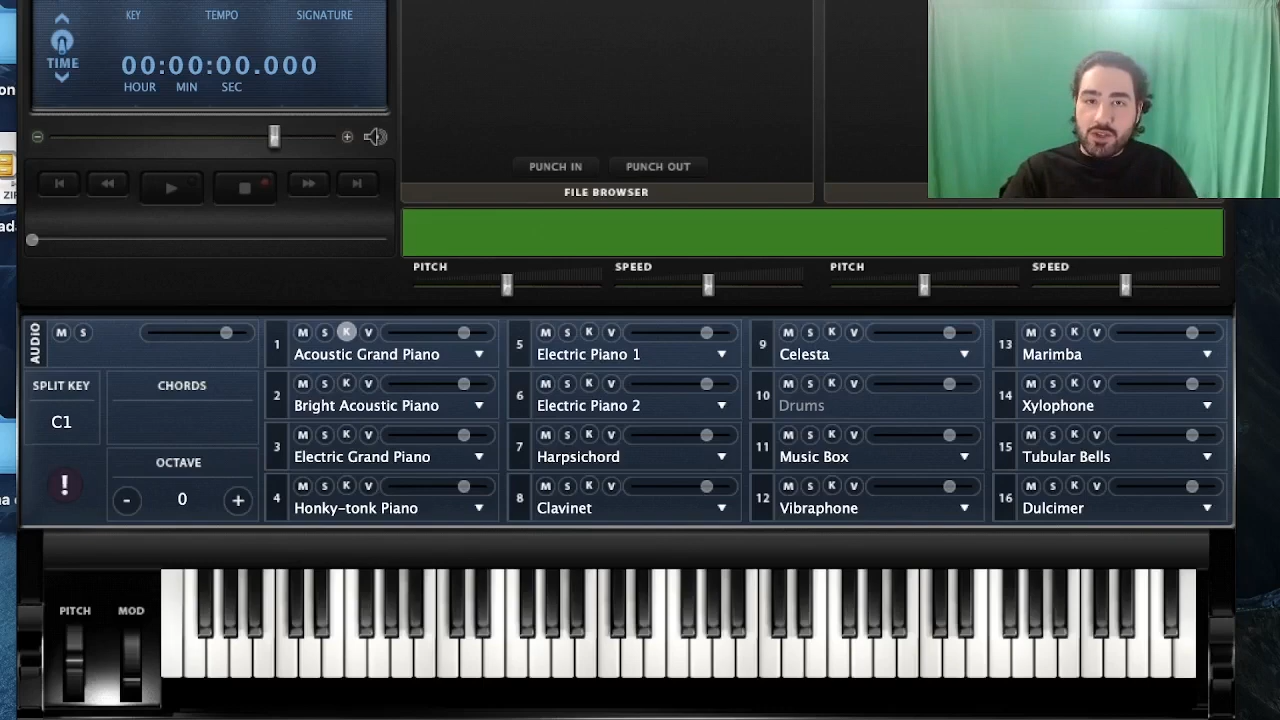 KEY TEMPO SIGNATURE
TIME
00:00:00.000
HOUR MIN SEC
PUNCH IN PUNCH OUT
FILE BROWSER
PITCH SPEED PITCH SPEED
AUDIO M S
1 M S K V
Acoustic Grand Piano
5 M S K V
Electric Piano 1
9 M S K V
Celesta
13 M S K V
Marimba
SPLIT KEY
C1
!
CHORDS
OCTAVE
- 0 +
2 M S K V
Bright Acoustic Piano
6 M S K V
Electric Piano 2
10 M S K V
Drums
14 M S K V
Xylophone
3 M S K V
Electric Grand Piano
7 M S K V
Harpsichord
11 M S K V
Music Box
15 M S K V
Tubular Bells
4 M S K V
Honky-tonk Piano
8 M S K V
Clavinet
12 M S K V
Vibraphone
16 M S K V
Dulcimer
PITCH MOD